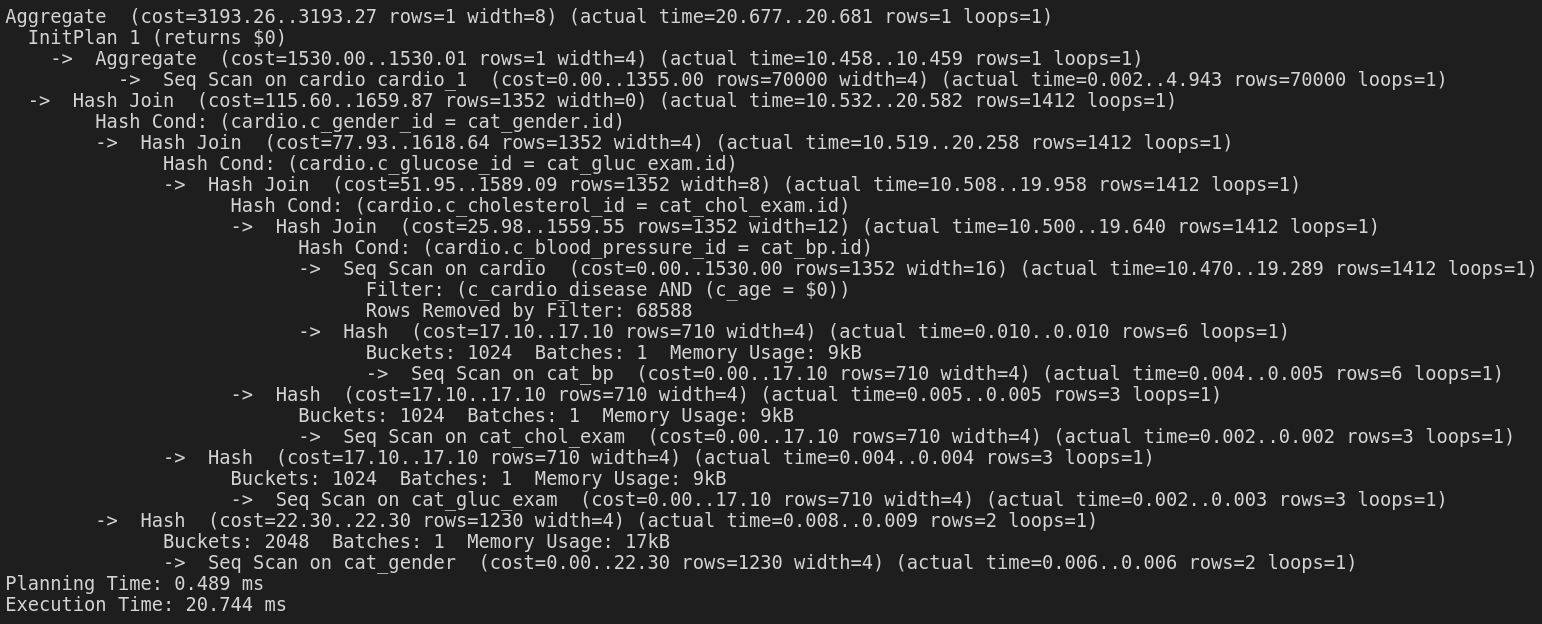 Aggregate  (cost=3193.26..3193.27 rows=1 width=8) (actual time=20.677..20.681 rows=1 loops=1)
  InitPlan 1 (returns $0)
    ->  Aggregate  (cost=1530.00..1530.01 rows=1 width=4) (actual time=10.458..10.459 rows=1 loops=1)
          ->  Seq Scan on cardio cardio_1  (cost=0.00..1355.00 rows=70000 width=4) (actual time=0.002..4.943 rows=70000 loops=1)
  ->  Hash Join  (cost=115.60..1659.87 rows=1352 width=0) (actual time=10.532..20.582 rows=1412 loops=1)
        Hash Cond: (cardio.c_gender_id = cat_gender.id)
        ->  Hash Join  (cost=77.93..1618.64 rows=1352 width=4) (actual time=10.519..20.258 rows=1412 loops=1)
              Hash Cond: (cardio.c_glucose_id = cat_gluc_exam.id)
              ->  Hash Join  (cost=51.95..1589.09 rows=1352 width=8) (actual time=10.508..19.958 rows=1412 loops=1)
                    Hash Cond: (cardio.c_cholesterol_id = cat_chol_exam.id)
                    ->  Hash Join  (cost=25.98..1559.55 rows=1352 width=12) (actual time=10.500..19.640 rows=1412 loops=1)
                          Hash Cond: (cardio.c_blood_pressure_id = cat_bp.id)
                          ->  Seq Scan on cardio  (cost=0.00..1530.00 rows=1352 width=16) (actual time=10.470..19.289 rows=1412 loops=1)
                                Filter: (c_cardio_disease AND (c_age = $0))
                                Rows Removed by Filter: 68588
                          ->  Hash  (cost=17.10..17.10 rows=710 width=4) (actual time=0.010..0.010 rows=6 loops=1)
                                Buckets: 1024  Batches: 1  Memory Usage: 9kB
                                ->  Seq Scan on cat_bp  (cost=0.00..17.10 rows=710 width=4) (actual time=0.004..0.005 rows=6 loops=1)
                    ->  Hash  (cost=17.10..17.10 rows=710 width=4) (actual time=0.005..0.005 rows=3 loops=1)
                          Buckets: 1024  Batches: 1  Memory Usage: 9kB
                          ->  Seq Scan on cat_chol_exam  (cost=0.00..17.10 rows=710 width=4) (actual time=0.002..0.002 rows=3 loops=1)
              ->  Hash  (cost=17.10..17.10 rows=710 width=4) (actual time=0.004..0.004 rows=3 loops=1)
                    Buckets: 1024  Batches: 1  Memory Usage: 9kB
                    ->  Seq Scan on cat_gluc_exam  (cost=0.00..17.10 rows=710 width=4) (actual time=0.002..0.003 rows=3 loops=1)
        ->  Hash  (cost=22.30..22.30 rows=1230 width=4) (actual time=0.008..0.009 rows=2 loops=1)
              Buckets: 2048  Batches: 1  Memory Usage: 17kB
              ->  Seq Scan on cat_gender  (cost=0.00..22.30 rows=1230 width=4) (actual time=0.006..0.006 rows=2 loops=1)
Planning Time: 0.489 ms
Execution Time: 20.744 ms